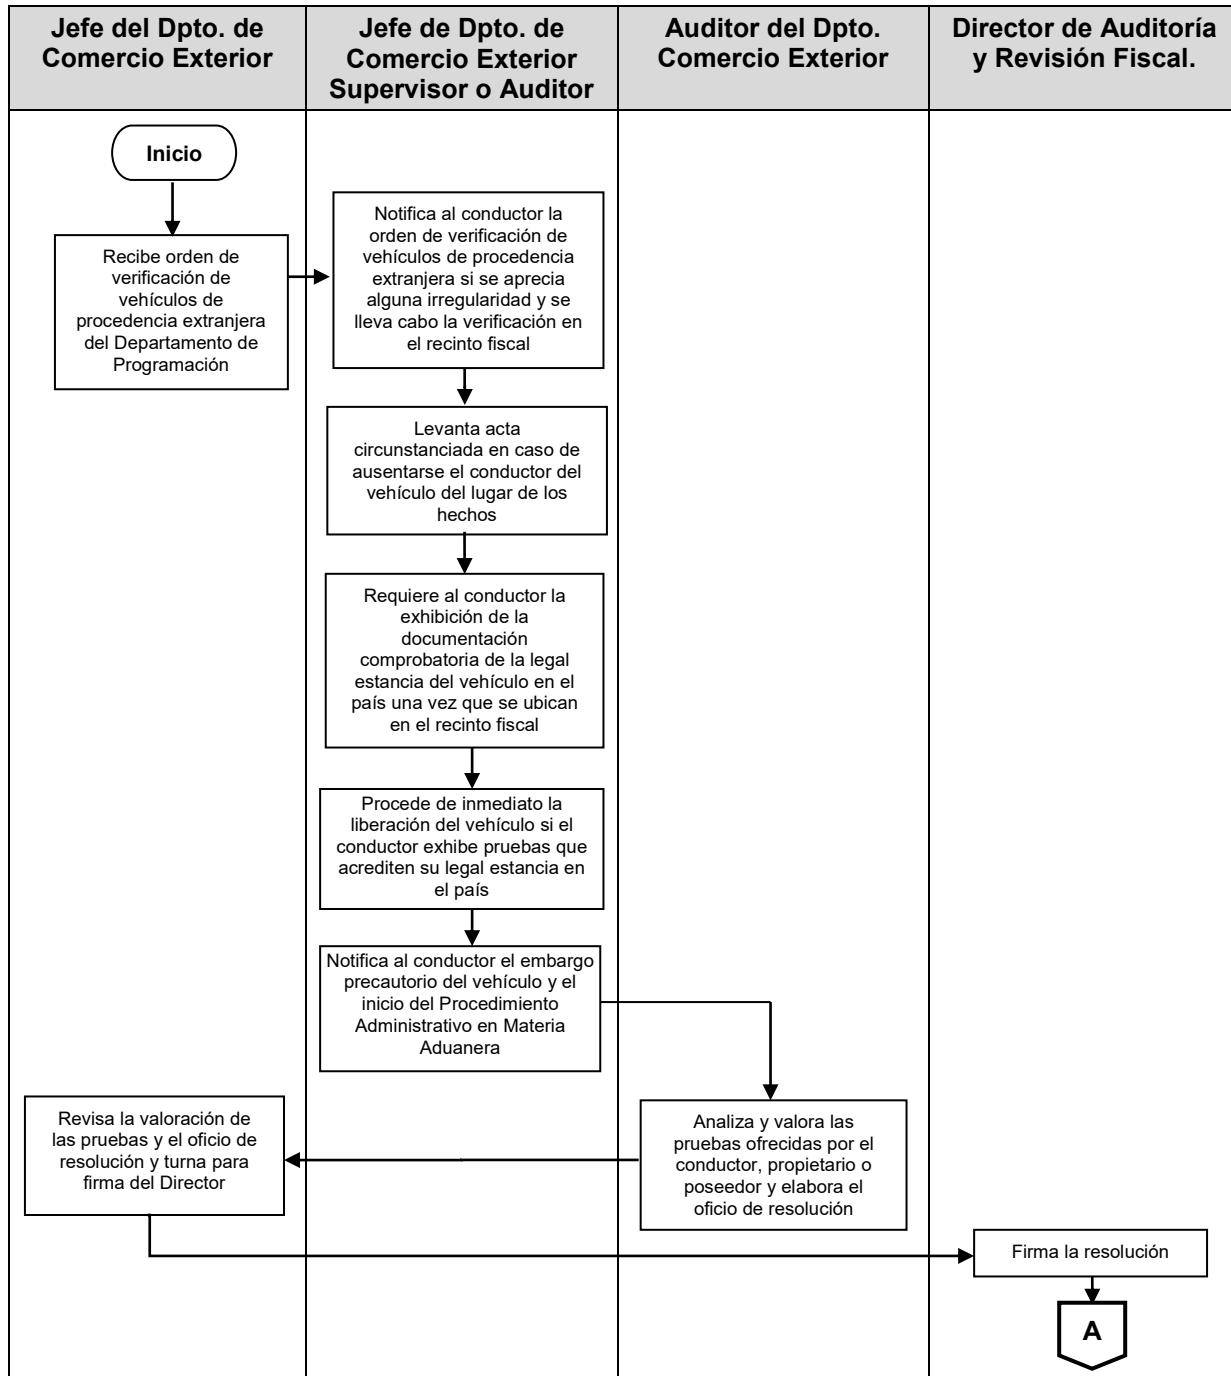 Jefe del Dpto. de
Comercio Exterior
Jefe de Dpto. de
Comercio Exterior
Supervisor o Auditor
Auditor del Dpto.
Comercio Exterior
Director de Auditoría
y Revisión Fiscal.
Inicio
Recibe orden de
verificación de
vehículos de
procedencia extranjera
del Departamento de
Programación
Notifica al conductor la
orden de verificación de
vehículos de procedencia
extranjera si se aprecia
alguna irregularidad y se
lleva cabo la verificación en
el recinto fiscal
Levanta acta
circunstanciada en caso de
ausentarse el conductor del
vehículo del lugar de los
hechos
Requiere al conductor la
exhibición de la
documentación
comprobatoria de la legal
estancia del vehículo en el
país una vez que se ubican
en el recinto fiscal
Procede de inmediato la
liberación del vehículo si el
conductor exhibe pruebas que
acrediten su legal estancia en
el país
Notifica al conductor el embargo
precautorio del vehículo y el
inicio del Procedimiento
Administrativo en Materia
Aduanera
Analiza y valora las
pruebas ofrecidas por el
conductor, propietario o
poseedor y elabora el
oficio de resolución
Revisa la valoración de
las pruebas y el oficio de
resolución y turna para
firma del Director
Firma la resolución
A